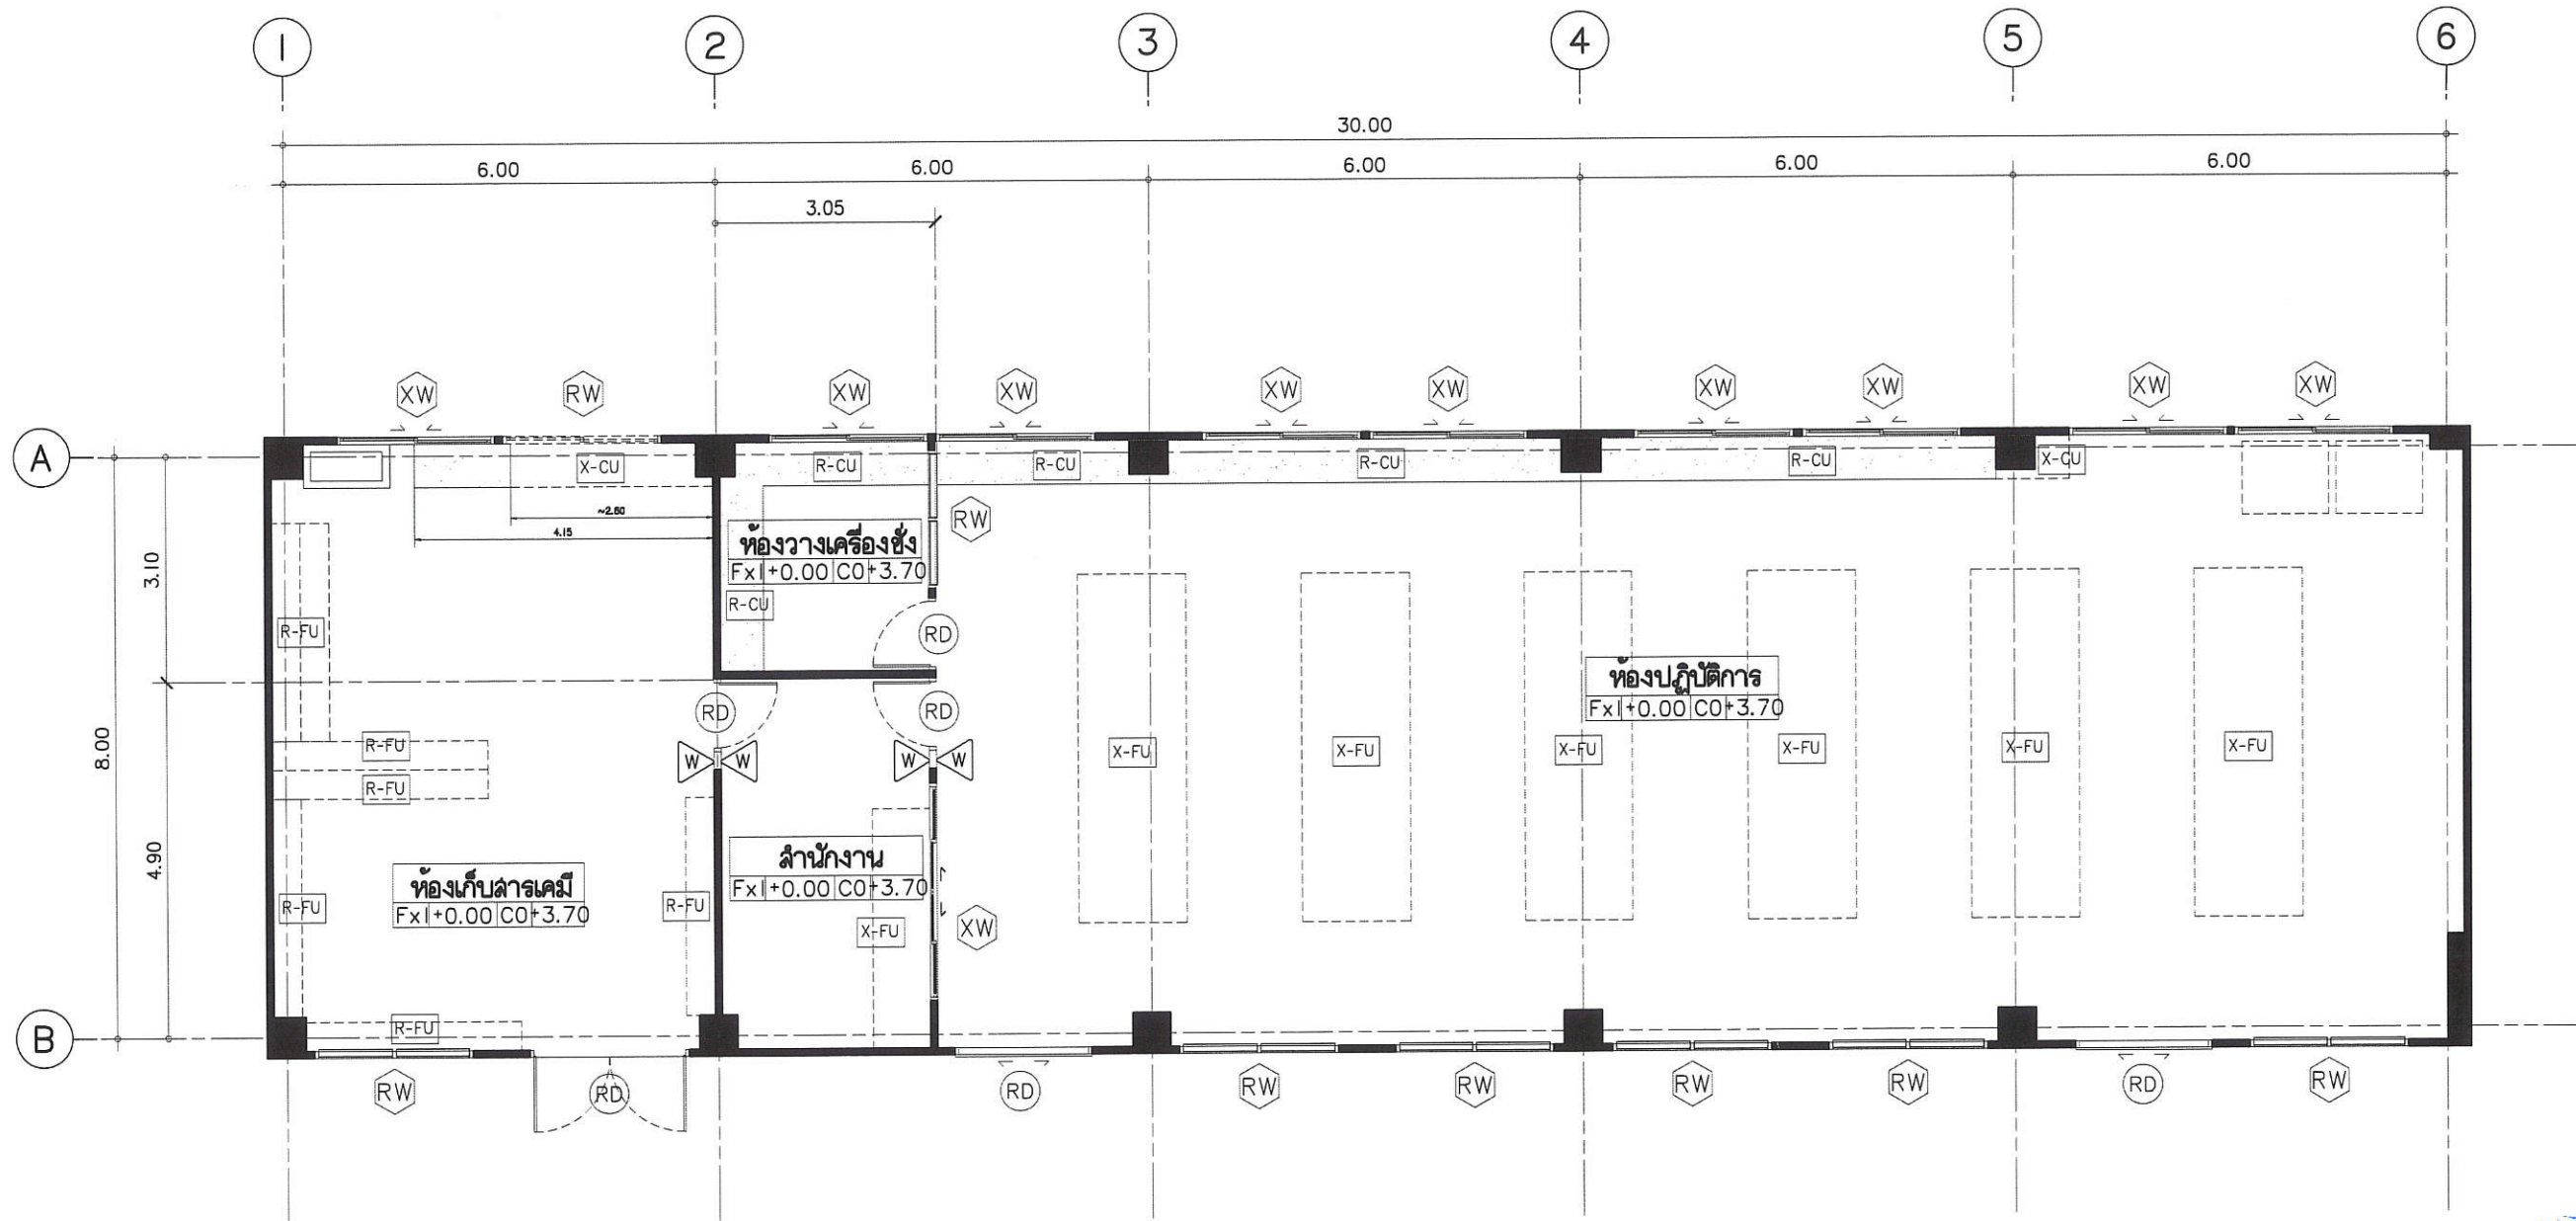 1 2 3 4 5 6
30.00
6.00 6.00 6.00 6.00 6.00
3.05
XW RW XW XW XW XW XW XW XW XW
A
X-CU R-CU R-CU R-CU R-CU X-CU
~2.60
4.15
RW
ห้องวางเครื่องชั่ง
Fx1 +0.00 C0 +3.70
3.10
R-CU
R-FU
RD
ห้องปฏิบัติการ
Fx1 +0.00 C0 +3.70
RD RD
8.00
R-FU
W W W W
X-FU X-FU X-FU X-FU X-FU X-FU
R-FU
4.90
สำนักงาน
Fx1 +0.00 C0 +3.70
ห้องเก็บสารเคมี
Fx1 +0.00 C0 +3.70
R-FU R-FU
X-FU
XW
B
R-FU
RW RD RD RW RW RW RW RD RW